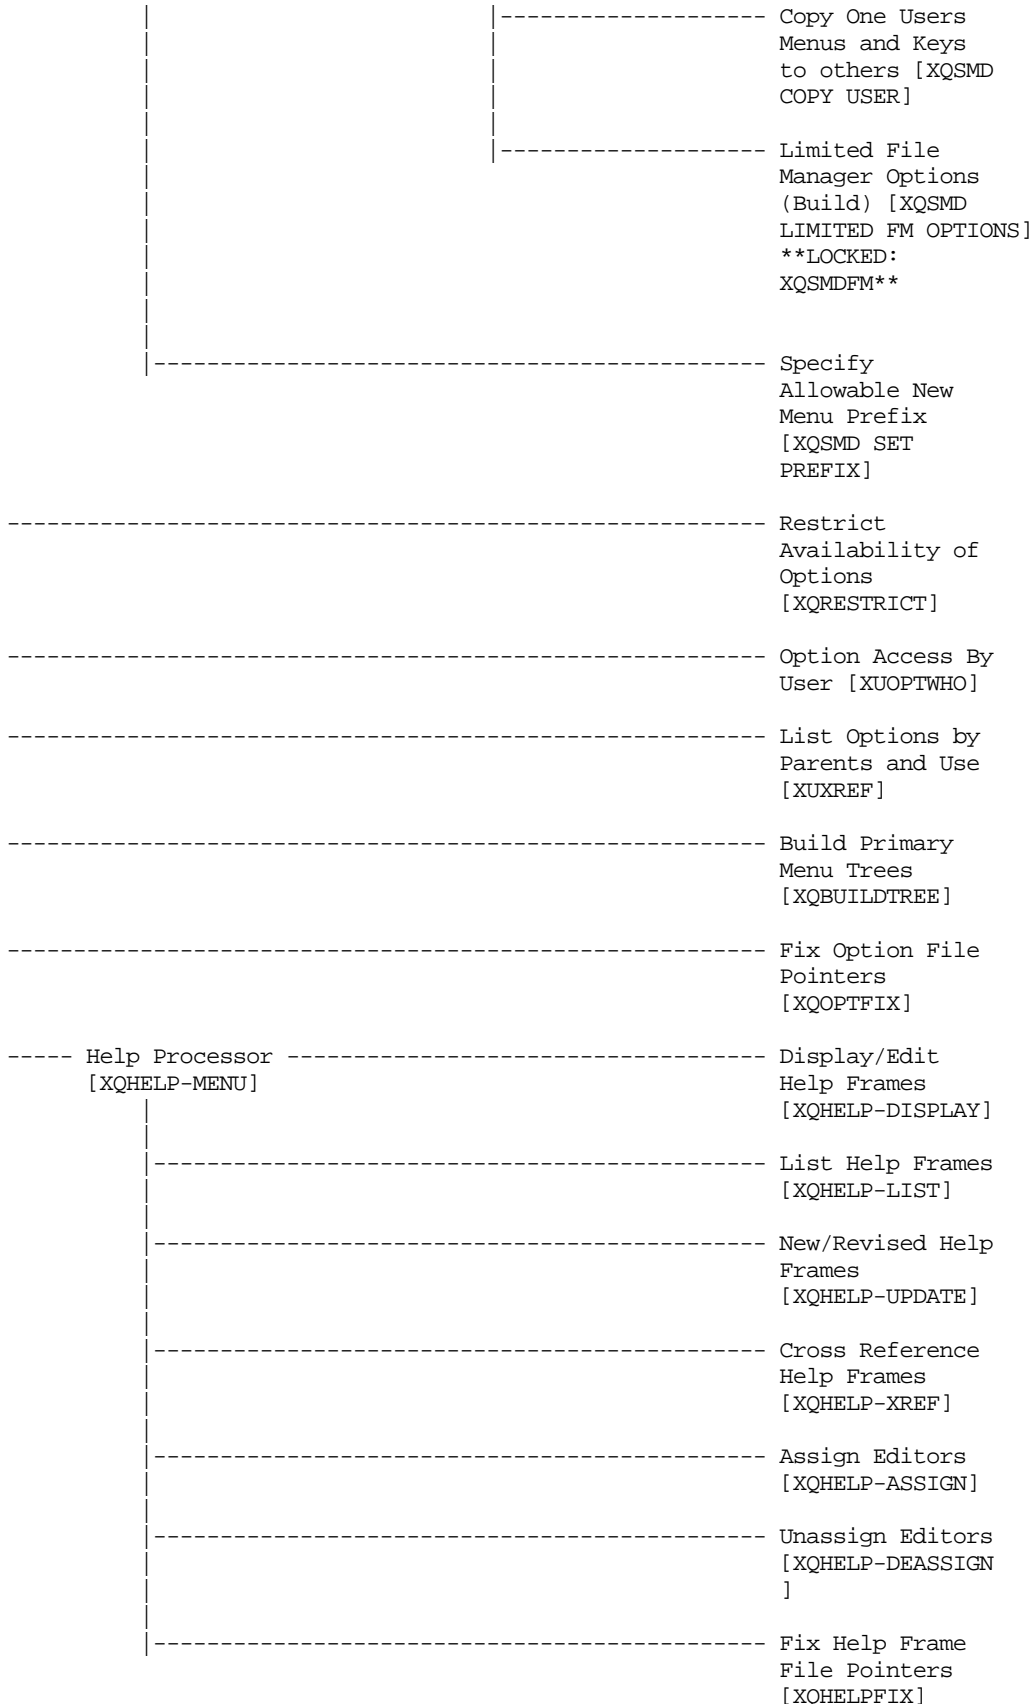 Copy One Users
Menus and Keys
to others [XQSMD
COPY USER]
Limited File
Manager Options
(Build) [XQSMD
LIMITED FM OPTIONS]
**LOCKED:
XQSMDFM**
Specify
Allowable New
Menu Prefix
[XQSMD SET
PREFIX]
Restrict
Availability of
Options
[XQRESTRICT]
Option Access By
User [XUOPTWHO]
List Options by
Parents and Use
[XUXREF]
Build Primary
Menu Trees
[XQBUILDTREE]
Fix Option File
Pointers
[XQOPTFIX]
Help Processor
[XQHELP-MENU]
Display/Edit
Help Frames
[XQHELP-DISPLAY]
List Help Frames
[XQHELP-LIST]
New/Revised Help
Frames
[XQHELP-UPDATE]
Cross Reference
Help Frames
[XQHELP-XREF]
Assign Editors
[XQHELP-ASSIGN]
Unassign Editors
[XQHELP-DEASSIGN
]
Fix Help Frame
File Pointers
[XQHELPFIX]